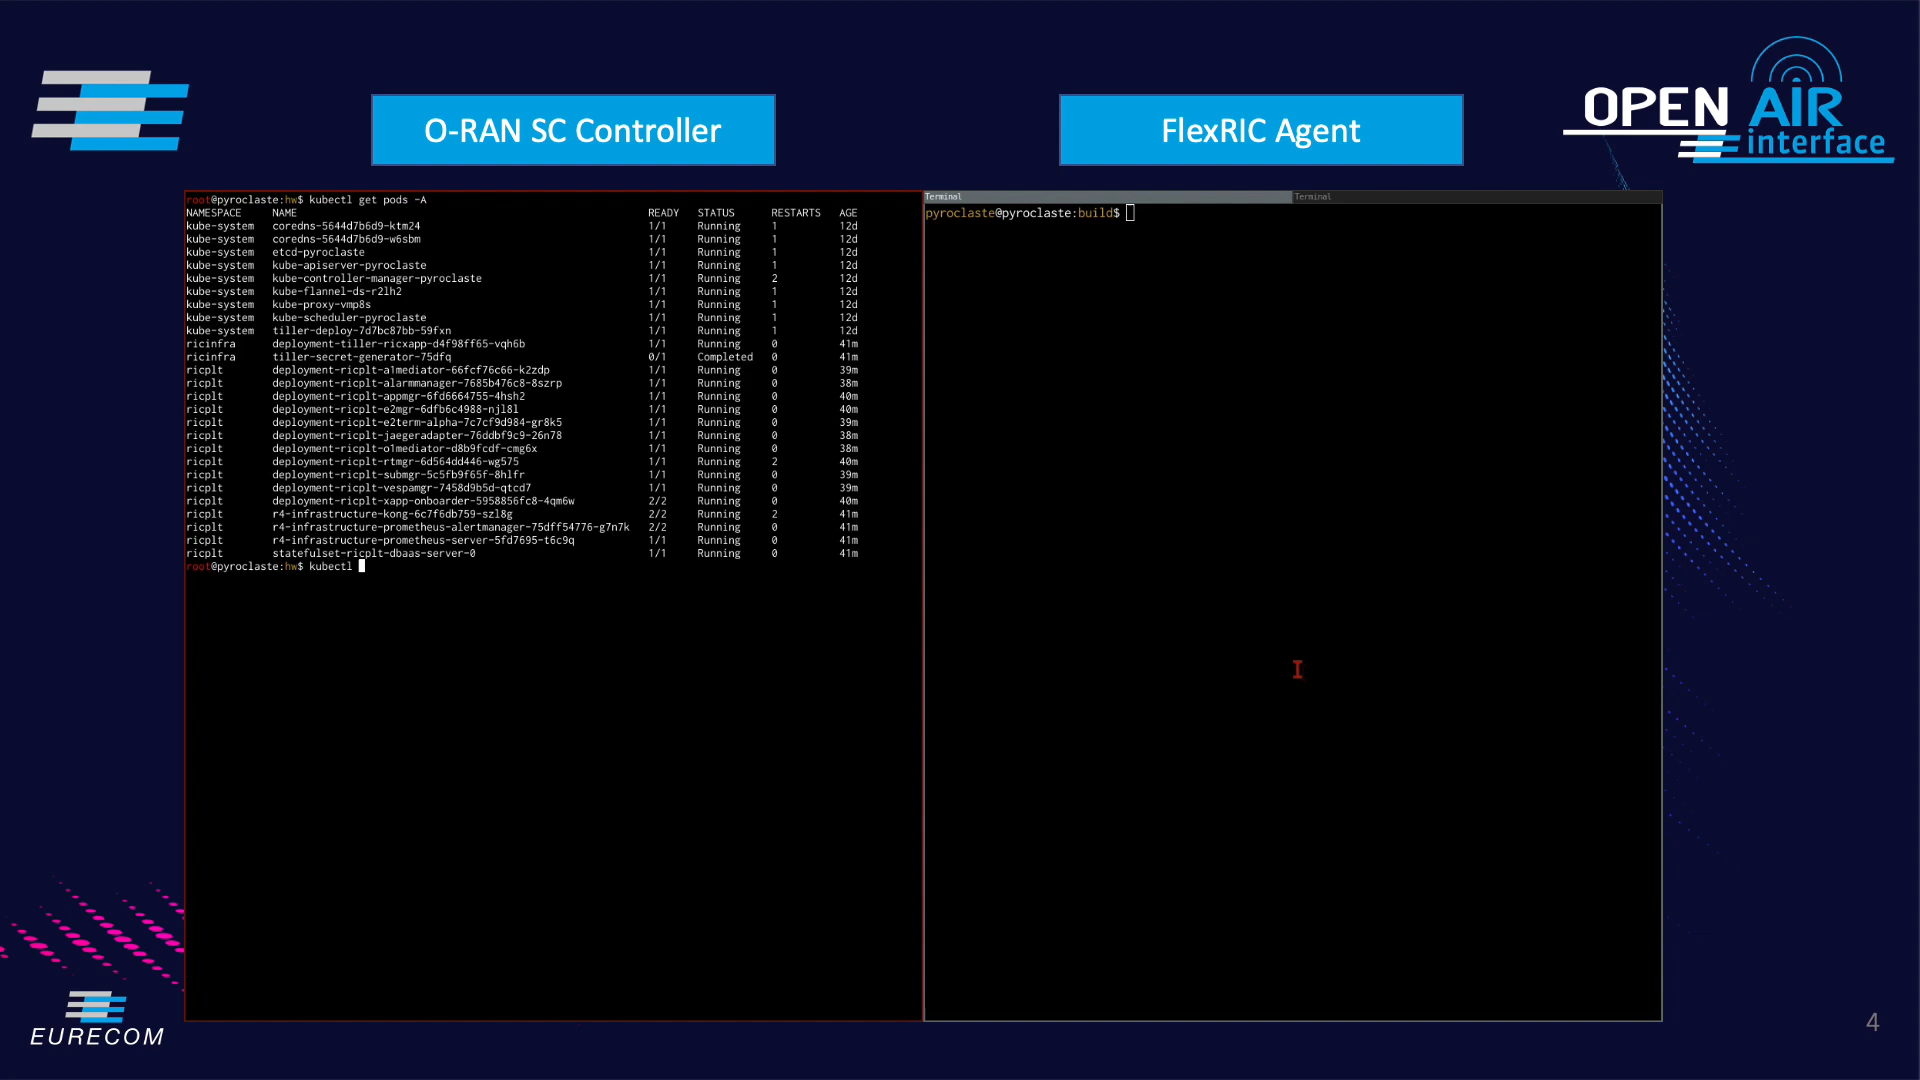 O-RAN SC Controller
FlexRIC Agent
OPEN AIR
interface
root@pyroclaste:hw$ kubectl get pods -A
NAMESPACE NAME READY STATUS RESTARTS AGE
kube-system coredns-5644d7b6d9-ktm24 1/1 Running 1 12d
kube-system coredns-5644d7b6d9-w6sbm 1/1 Running 1 12d
kube-system etcd-pyroclaste 1/1 Running 1 12d
kube-system kube-apiserver-pyroclaste 1/1 Running 1 12d
kube-system kube-controller-manager-pyroclaste 1/1 Running 2 12d
kube-system kube-flannel-ds-r2lh2 1/1 Running 1 12d
kube-system kube-proxy-vmp8s 1/1 Running 1 12d
kube-system kube-scheduler-pyroclaste 1/1 Running 1 12d
kube-system tiller-deploy-7d7bc87bb-59fxn 1/1 Running 1 12d
ricinfra deployment-tiller-ricxapp-d4f98ff65-vqh6b 1/1 Running 0 41m
ricinfra tiller-secret-generator-75dfq 0/1 Completed 0 41m
ricplt deployment-ricplt-a1mediator-66fcf76c66-k2zdp 1/1 Running 0 39m
ricplt deployment-ricplt-alarmmanager-7685b476c8-8szrp 1/1 Running 0 38m
ricplt deployment-ricplt-appmgr-6fd6664755-4hsh2 1/1 Running 0 40m
ricplt deployment-ricplt-e2mgr-6dfb6c4988-njl8l 1/1 Running 0 40m
ricplt deployment-ricplt-e2term-alpha-7c7cf9d984-gr8k5 1/1 Running 0 39m
ricplt deployment-ricplt-jaegeradapter-76ddbf9c9-26n78 1/1 Running 0 38m
ricplt deployment-ricplt-o1mediator-d8b9fcdf-cmg6x 1/1 Running 0 38m
ricplt deployment-ricplt-rtmgr-6d564dd446-wg575 1/1 Running 2 40m
ricplt deployment-ricplt-submgr-5c5fb9f65f-8hlfr 1/1 Running 0 39m
ricplt deployment-ricplt-vespamgr-7458d9b5d-qtcd7 1/1 Running 0 39m
ricplt deployment-ricplt-xapp-onboarder-5958856fc8-4qm6w 2/2 Running 0 40m
ricplt r4-infrastructure-kong-6c7f6db759-szl8g 2/2 Running 2 41m
ricplt r4-infrastructure-prometheus-alertmanager-75dff54776-g7n7k 2/2 Running 0 41m
ricplt r4-infrastructure-prometheus-server-5fd7695-t6c9q 1/1 Running 0 41m
ricplt statefulset-ricplt-dbaas-server-0 1/1 Running 0 41m
root@pyroclaste:hw$ kubectl
Terminal Terminal
pyroclaste@pyroclaste:build$
EURECOM
4